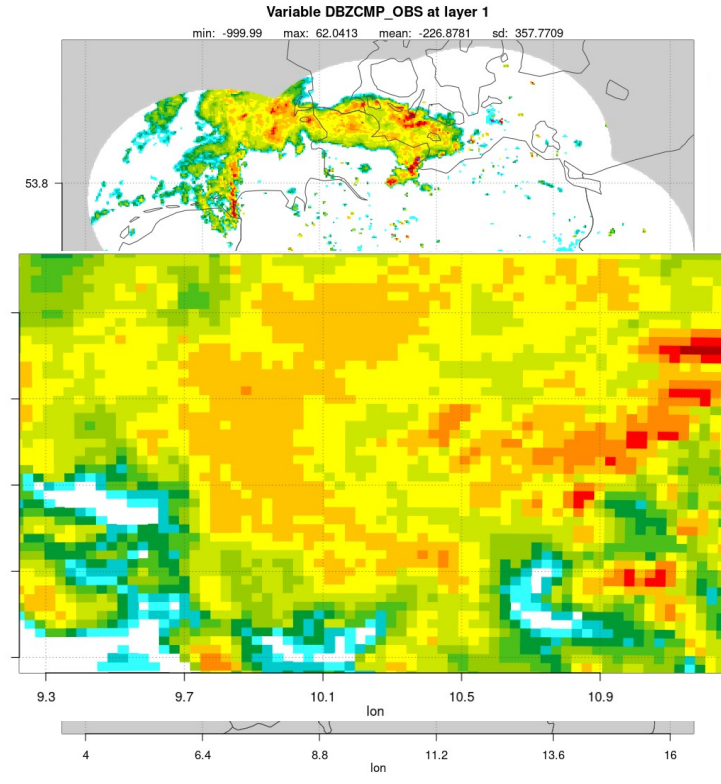 Variable DBZCMP_OBS at layer 1
min: -999.99 max: 62.0413 mean: -226.8781 sd: 357.7709
53.8
9.3 9.7 10.1 10.5 10.9
lon
4 6.4 8.8 11.2 13.6 16
lon